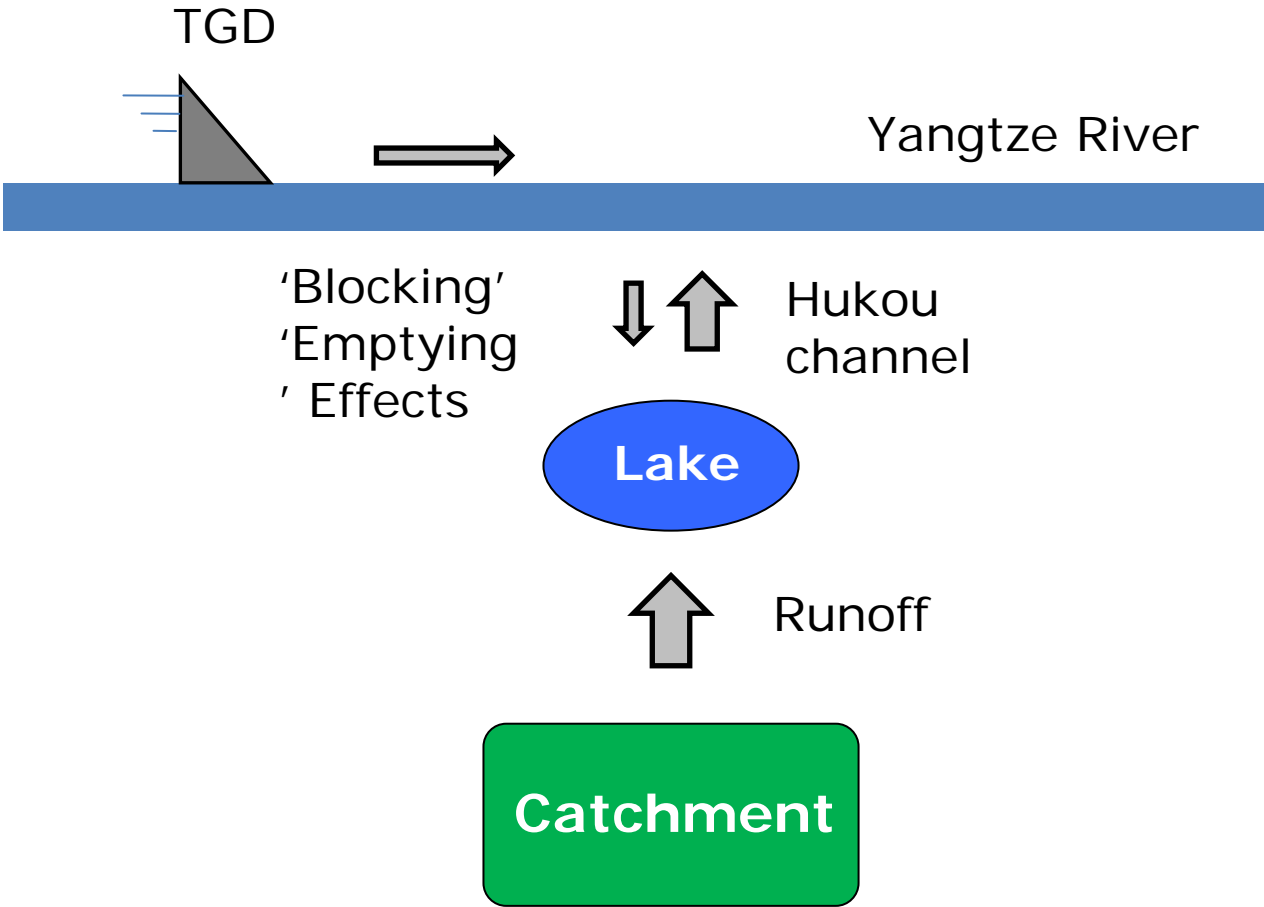 TGD
Yangtze River
‘Blocking’
‘Emptying
’ Effects
Hukou
channel
Lake
Runoff
Catchment